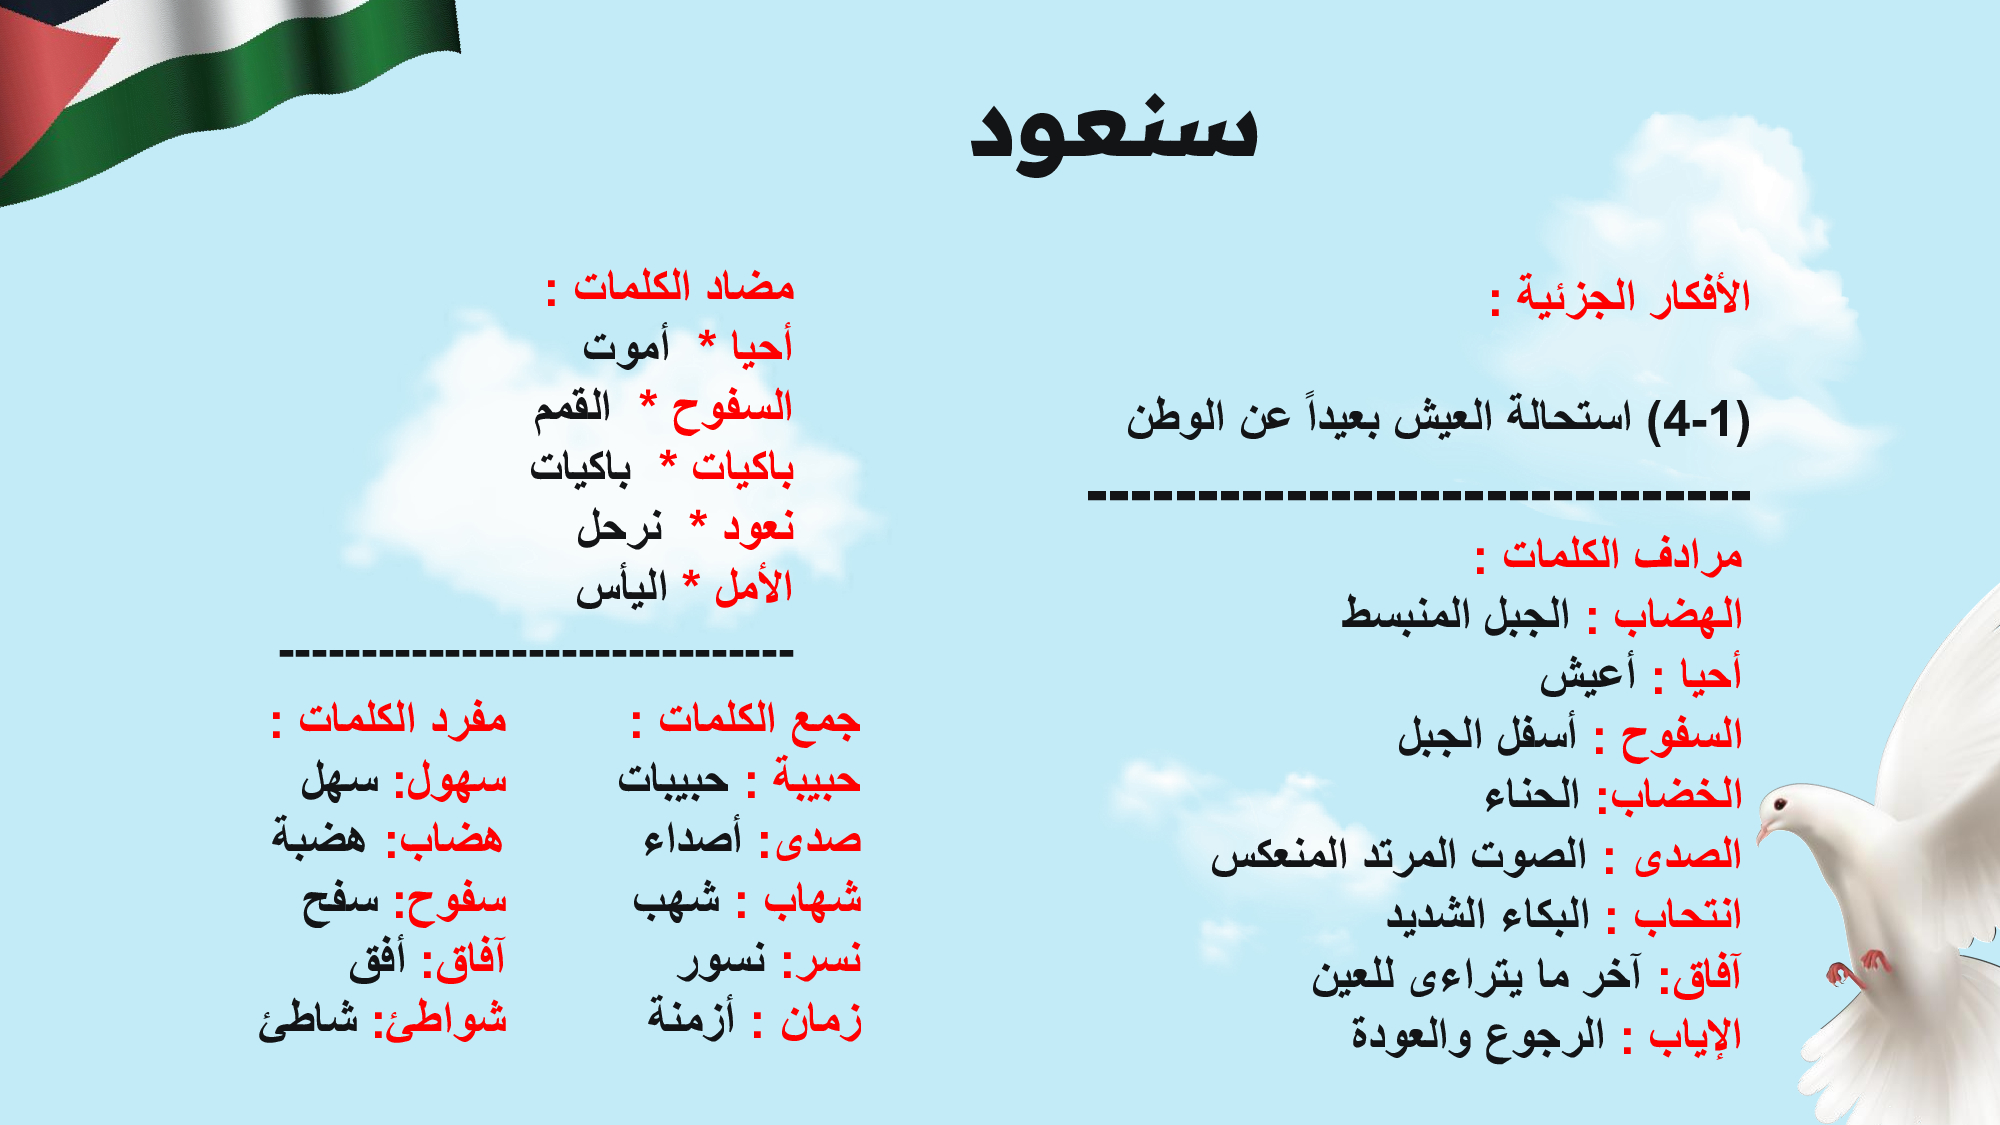 سنعود
الأفكار الجزئية :
(4-1) استحالة العيش بعيداً عن الوطن
-------------------------------
مرادف الكلمات :
الهضاب : الجبل المنبسط
أحيا : أعيش
السفوح : أسفل الجبل
الخضاب: الحناء
الصدى : الصوت المرتد المنعكس
انتحاب : البكاء الشديد
آفاق: آخر ما يتراءى للعين
الإياب : الرجوع والعودة
مضاد الكلمات :
أحيا * أموت
السفوح * القمم
باكيات * باكيات
نعود * نرحل
الأمل * اليأس
-------------------------------
جمع الكلمات :
حبيبة : حبيبات
صدى: أصداء
شهاب : شهب
نسر: نسور
زمان : أزمنة
مفرد الكلمات :
سهول: سهل
هضاب: هضبة
سفوح: سفح
آفاق: أفق
شواطئ: شاطئ